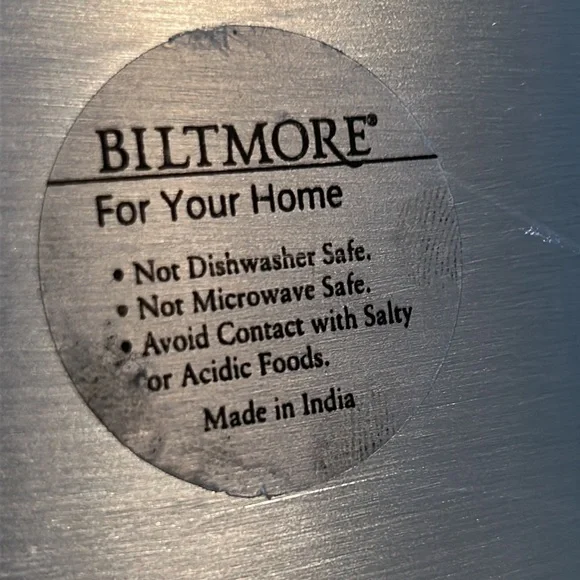 BILTMORE®
For Your Home
• Not Dishwasher Safe.
• Not Microwave Safe.
• Avoid Contact with Salty
or Acidic Foods.
Made in India